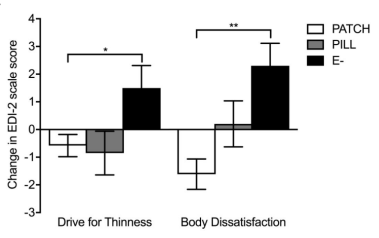 PATCH
PILL
E-
*
**
Change in EDI-2 scale score
4
3
2
1
0
-1
-2
-3
Drive for Thinness
Body Dissatisfaction